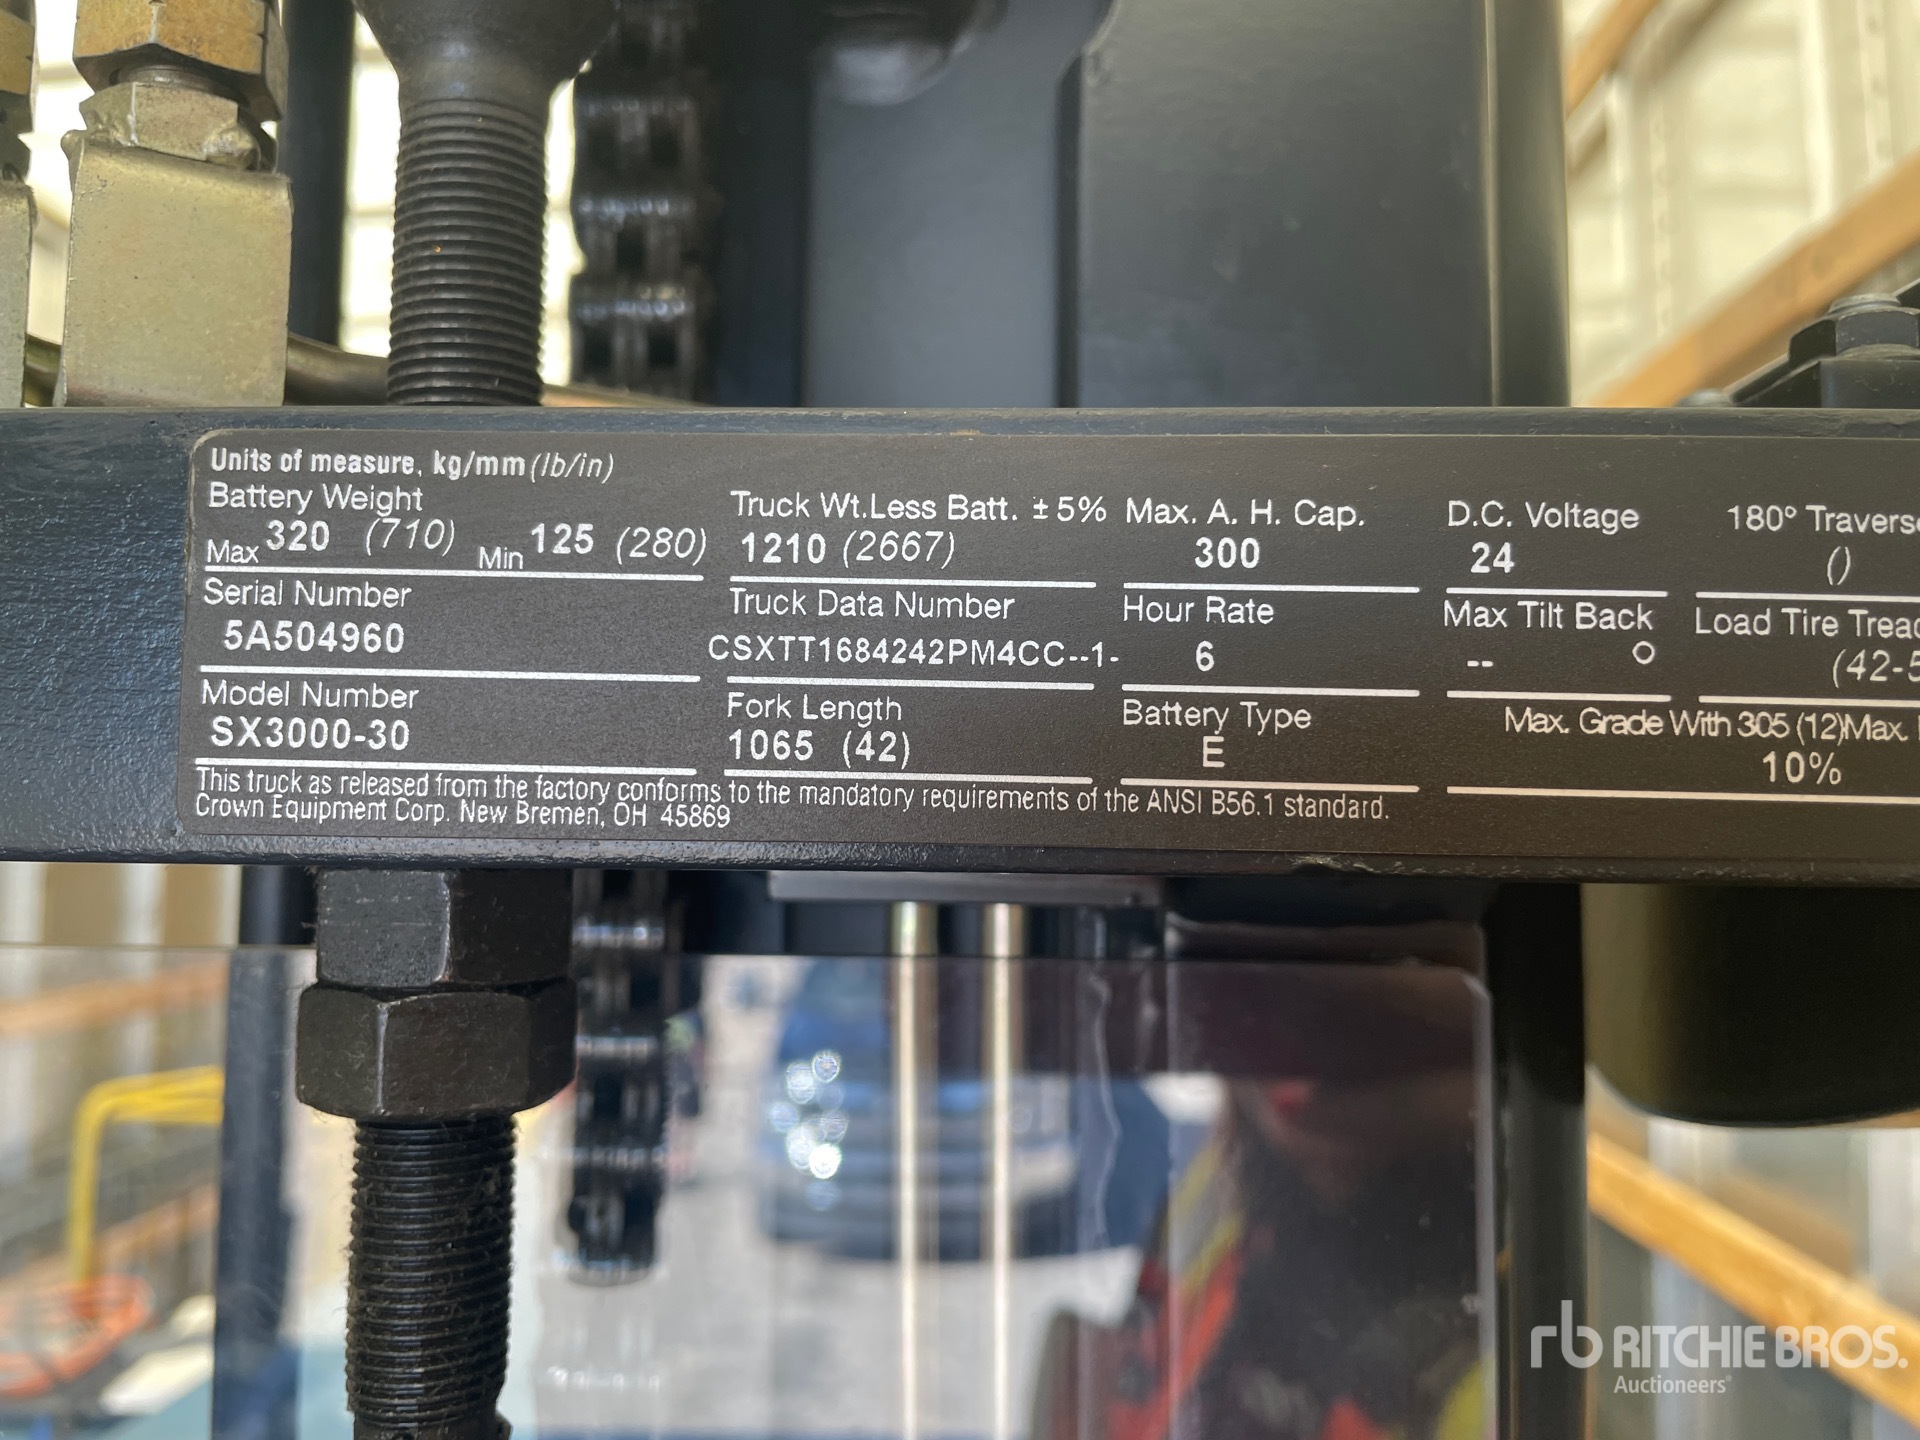 Units of measure, kg/mm (lb/in)
Battery Weight
Max 320 (710) Min 125 (280)
Truck Wt.Less Batt. ±5%
1210 (2667)
Max. A. H. Cap.
300
D.C. Voltage
24
180° Traverse
()
Serial Number
5A504960
Truck Data Number
CSXTT1684242PM4CC--1-
Hour Rate
6
Max Tilt Back
-- O
Load Tire Tread
(42-5
Model Number
SX3000-30
Fork Length
1065 (42)
Battery Type
E
Max. Grade With 305 (12) Max.
10%
This truck as released from the factory conforms to the mandatory requirements of the ANSI B56.1 standard.
Crown Equipment Corp. New Bremen, OH 45869
rb RITCHIE BROS.
Auctioneers